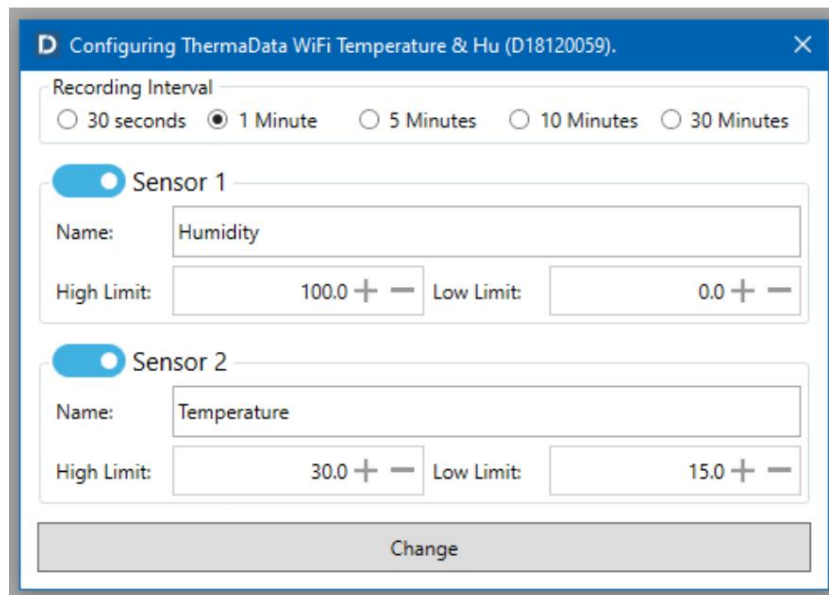 D Configuring ThermaData WiFi Temperature & Hu (D18120059).
Recording Interval
30 seconds 1 Minute 5 Minutes 10 Minutes 30 Minutes
Sensor 1
Name: Humidity
High Limit: 100.0 Low Limit: 0.0
Sensor 2
Name: Temperature
High Limit: 30.0 Low Limit: 15.0
Change